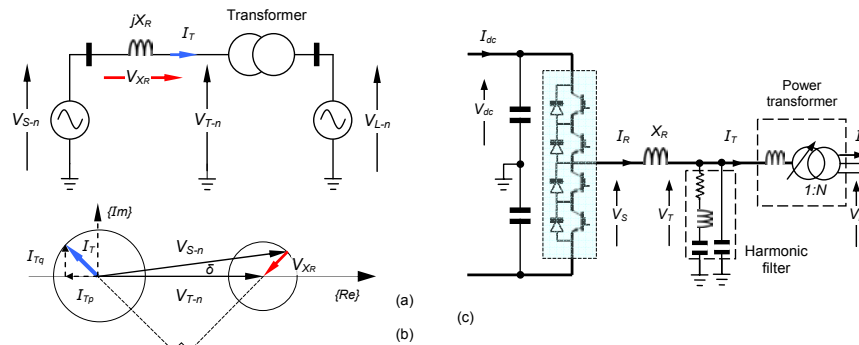 jX_R
I_T
Transformer
V_XR
V_S-n
V_T-n
V_L-n
{Im}
I_Tq
I_T
V_S-n
δ
V_XR
I_Tp
V_T-n
{Re}
(a)
(b)
I_dc
V_dc
I_R
X_R
I_T
Power
transformer
1:N
V_S
V_T
Harmonic
filter
(c)